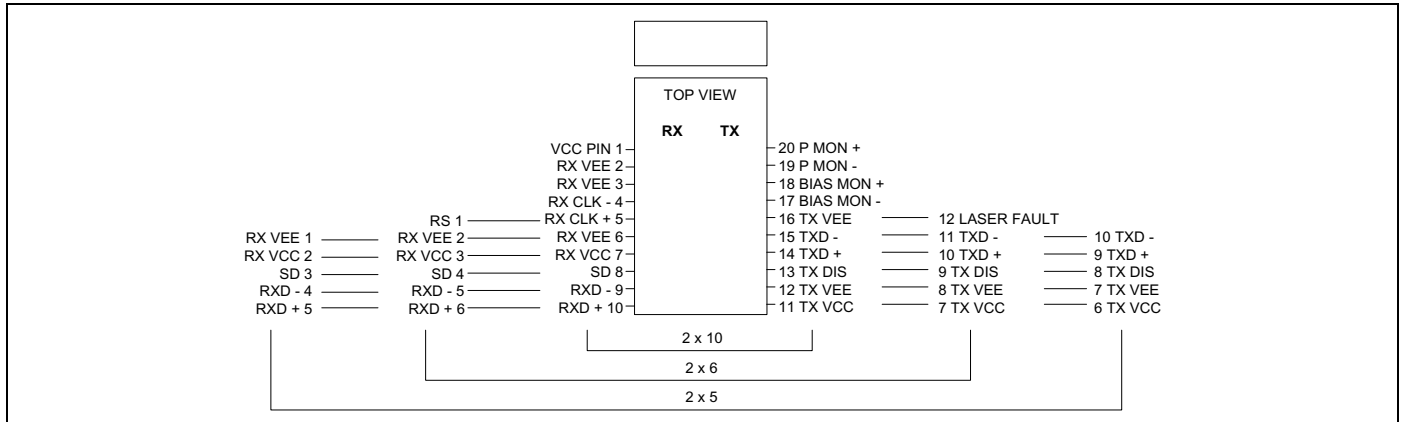 TOP VIEW
RX TX
VCC PIN 1 20 P MON +
RX VEE 2 19 P MON -
RX VEE 3 18 BIAS MON +
RX CLK - 4 17 BIAS MON -
RS 1 RX CLK + 5 16 TX VEE 12 LASER FAULT
RX VEE 1 RX VEE 2 RX VEE 6 15 TXD - 11 TXD - 10 TXD -
RX VCC 2 RX VCC 3 RX VCC 7 14 TXD + 10 TXD + 9 TXD +
SD 3 SD 4 SD 8 13 TX DIS 9 TX DIS 8 TX DIS
RXD - 4 RXD - 5 RXD - 9 12 TX VEE 8 TX VEE 7 TX VEE
RXD + 5 RXD + 6 RXD + 10 11 TX VCC 7 TX VCC 6 TX VCC
2 x 10
2 x 6
2 x 5